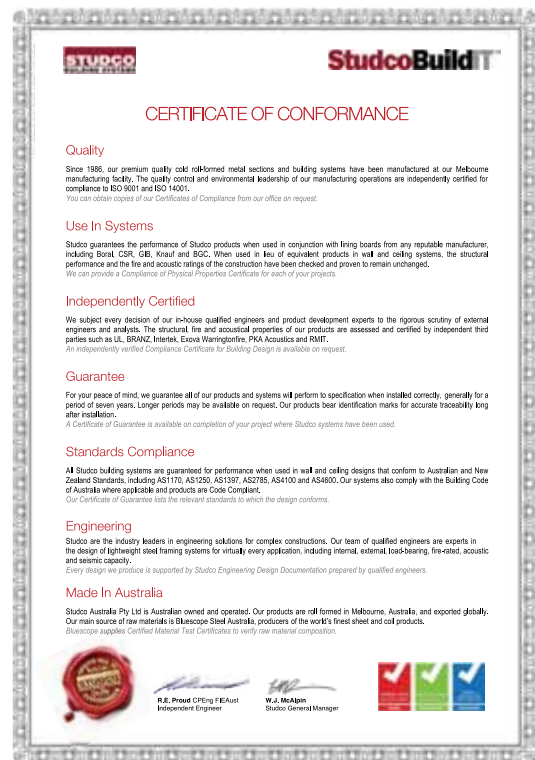 STUDCO
BUILDING SYSTEMS
StudcoBuildIT
CERTIFICATE OF CONFORMANCE
Quality
Since 1986, our premium quality cold roll-formed metal sections and building systems have been manufactured at our Melbourne
manufacturing facility. The quality control and environmental leadership of our manufacturing operations are independently certified for
compliance to ISO 9001 and ISO 14001.
You can obtain copies of our Certificates of Compliance from our office on request.
Use In Systems
Studco guarantees the performance of Studco products when used in conjunction with lining boards from any reputable manufacturer,
including Boral, CSR, GIB, Knauf and BGC. When used in lieu of equivalent products in wall and ceiling systems, the structural
performance and the fire and acoustic ratings of the construction have been checked and proven to remain unchanged.
We can provide a Compliance of Physical Properties Certificate for each of your projects.
Independently Certified
We subject every decision of our in-house qualified engineers and product development experts to the rigorous scrutiny of external
engineers and analysts. The structural, fire and acoustical properties of our products are assessed and certified by independent third
parties such as UL, BRANZ, Intertek, Exova Warringtonfire, PKA Acoustics and RMIT.
An independently verified Compliance Certificate for Building Design is available on request.
Guarantee
For your peace of mind, we guarantee all of our products and systems will perform to specification when installed correctly, generally for a
period of seven years. Longer periods may be available on request. Our products bear identification marks for accurate traceability long
after installation.
A Certificate of Guarantee is available on completion of your project where Studco systems have been used.
Standards Compliance
All Studco building systems are guaranteed for performance when used in wall and ceiling designs that conform to Australian and New
Zealand Standards, including AS1170, AS1250, AS1397, AS2785, AS4100 and AS4600. Our systems also comply with the Building Code
of Australia where applicable and products are Code Compliant.
Our Certificate of Guarantee lists the relevant standards to which the design conforms.
Engineering
Studco are the industry leaders in engineering solutions for complex constructions. Our team of qualified engineers are experts in
the design of lightweight steel framing systems for virtually every application, including internal, external, load-bearing, fire-rated, acoustic
and seismic capacity.
Every design we produce is supported by Studco Engineering Design Documentation prepared by qualified engineers.
Made In Australia
Studco Australia Pty Ltd is Australian owned and operated. Our products are roll formed in Melbourne, Australia, and exported globally.
Our main source of raw materials is Bluescope Steel Australia, producers of the world's finest sheet and coil products.
Bluescope supplies Certified Material Test Certificates to verify raw material composition.
STUDCO
R.E. Proud CPEng FIEAust
Independent Engineer
W.J. McAlpin
Studco General Manager